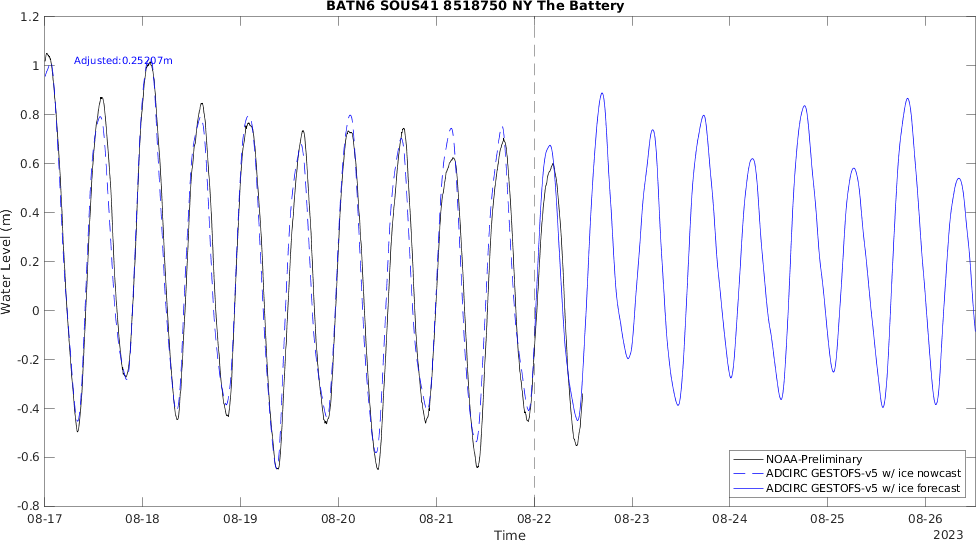 BATN6 SOUS41 8518750 NY The Battery
1.2
1
0.8
0.6
0.4
0.2
0
-0.2
-0.4
-0.6
-0.8
Water Level (m)
Adjusted:0.25207m
NOAA-Preliminary
ADCIRC GESTOFS-v5 w/ ice nowcast
ADCIRC GESTOFS-v5 w/ ice forecast
08-17 08-18 08-19 08-20 08-21 08-22 08-23 08-24 08-25 08-26
Time
2023